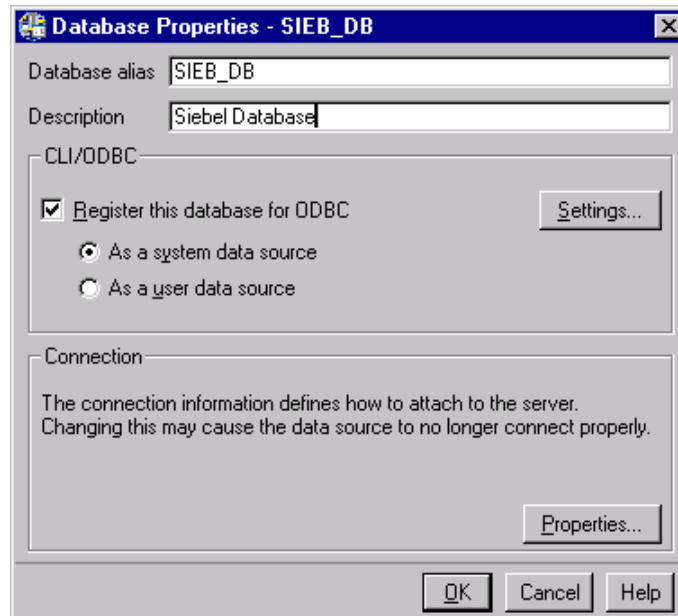 Database Properties - SIEB_DB
Database alias SIEB_DB
Description Siebel Database
CLI/ODBC
Register this database for ODBC Settings...
As a system data source
As a user data source
Connection
The connection information defines how to attach to the server.
Changing this may cause the data source to no longer connect properly.
Properties...
OK Cancel Help